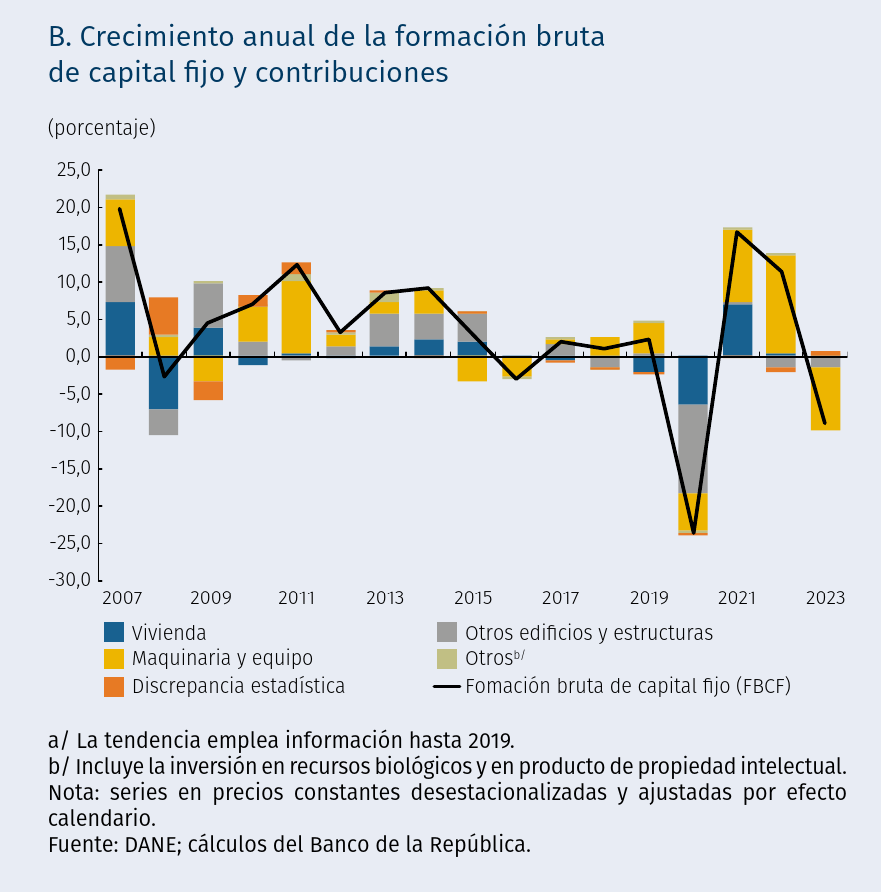 B. Crecimiento anual de la formación bruta
de capital fijo y contribuciones
(porcentaje)
25,0
20,0
15,0
10,0
5,0
0,0
-5,0
-10,0
-15,0
-20,0
-25,0
-30,0
2007 2009 2011 2013 2015 2017 2019 2021 2023
Vivienda Otros edificios y estructuras
Maquinaria y equipo Otros b/
Discrepancia estadística Fomación bruta de capital fijo (FBCF)
a/ La tendencia emplea información hasta 2019.
b/ Incluye la inversión en recursos biológicos y en producto de propiedad intelectual.
Nota: series en precios constantes desestacionalizadas y ajustadas por efecto
calendario.
Fuente: DANE; cálculos del Banco de la República.